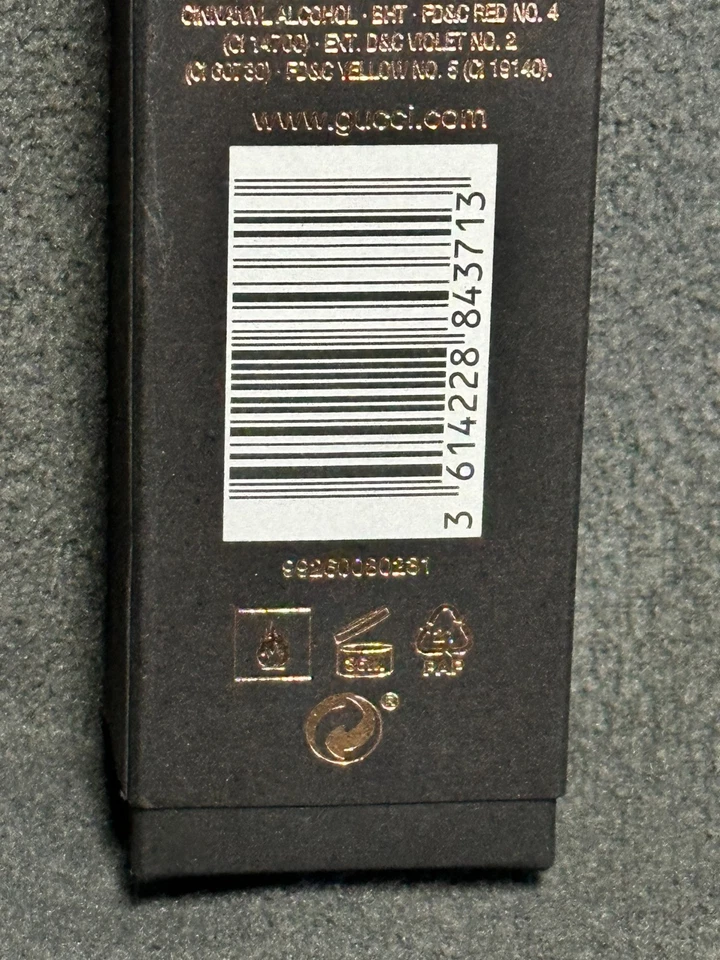 CINNAMYL ALCOHOL · BHT · FD&C RED NO. 4
(CI 14700) · EXT. D&C VIOLET NO. 2
(CI 60730) · FD&C YELLOW NO. 5 (CI 19140).
www.gucci.com
3 614228 843713
99260030261
36M
PAP
®